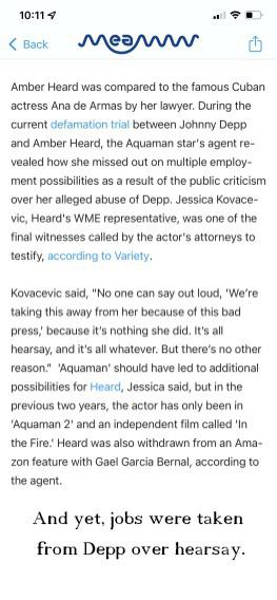 10:11
Back
meaww
Amber Heard was compared to the famous Cuban
actress Ana de Armas by her lawyer. During the
current defamation trial between Johnny Depp
and Amber Heard, the Aquaman star's agent re-
vealed how she missed out on multiple employ-
ment possibilities as a result of the public criticism
over her alleged abuse of Depp. Jessica Kovace-
vic, Heard's WME representative, was one of the
final witnesses called by the actor's attorneys to
testify, according to Variety.
Kovacevic said, "No one can say out loud, 'We're
taking this away from her because of this bad
press,' because it's nothing she did. It's all
hearsay, and it's all whatever. But there's no other
reason." 'Aquaman' should have led to additional
possibilities for Heard, Jessica said, but in the
previous two years, the actor has only been in
'Aquaman 2' and an independent film called 'In
the Fire.' Heard was also withdrawn from an Ama-
zon feature with Gael Garcia Bernal, according to
the agent.
And yet, jobs were taken
from Depp over hearsay.